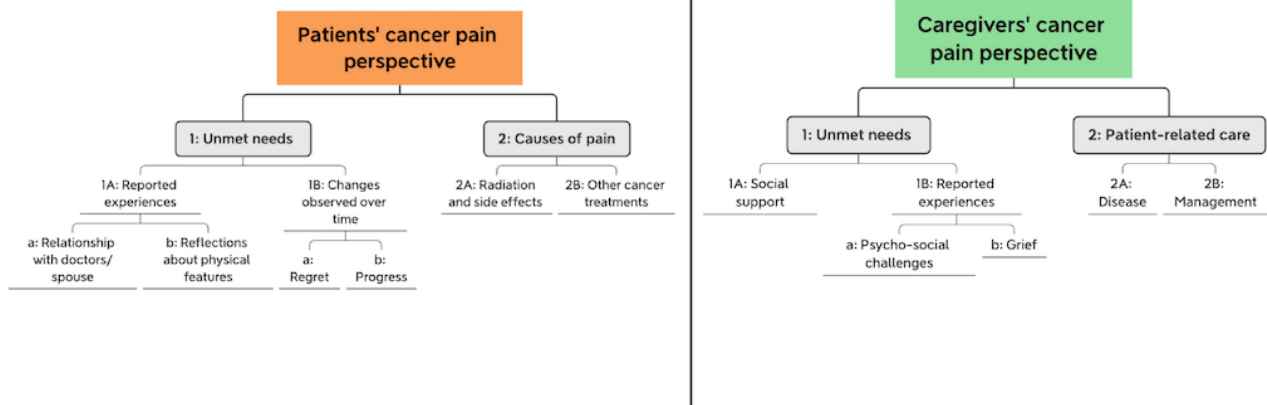 Patients' cancer pain
perspective
1: Unmet needs
2: Causes of pain
1A: Reported
experiences
1B: Changes
observed over
time
2A: Radiation
and side effects
2B: Other cancer
treatments
a: Relationship
with doctors/
spouse
b: Reflections
about physical
features
a:
Regret
b:
Progress
Caregivers' cancer
pain perspective
1: Unmet needs
2: Patient-related care
1A: Social
support
1B: Reported
experiences
2A:
Disease
2B:
Management
a: Psycho-social
challenges
b: Grief